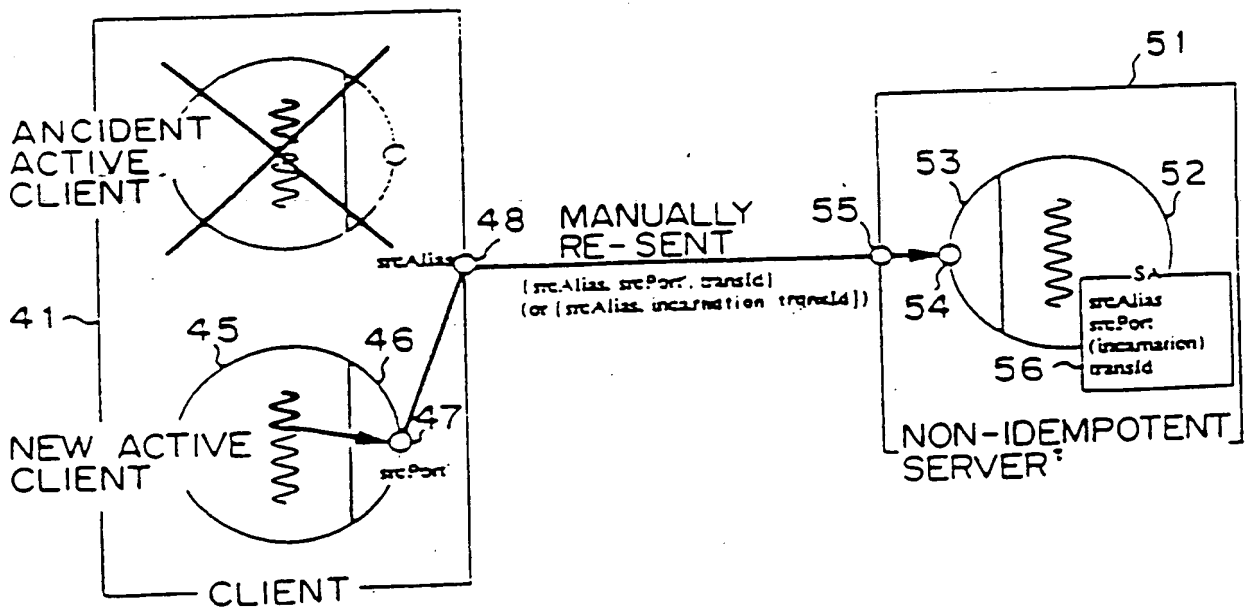 51
ANCIDENT
ACTIVE
CLIENT
53
52
48
MANUALLY
RE-SENT
55
srcAlias
(srcAlias, srcPort', transId)
(or [srcAlias, incarnation transId])
54
SA
srcAlias
srcPort
(incarnation)
transId
41
45
46
56
47
NEW ACTIVE
CLIENT
srcPort'
NON-IDEMPOTENT
SERVER
CLIENT